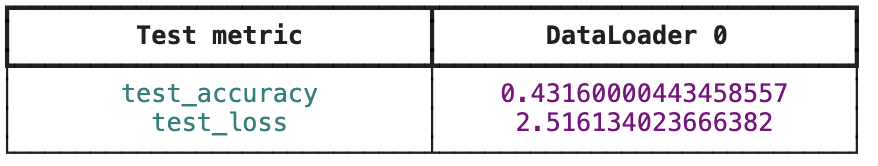 Test metric DataLoader 0
test_accuracy 0.43160000443458557
test_loss 2.516134023666382